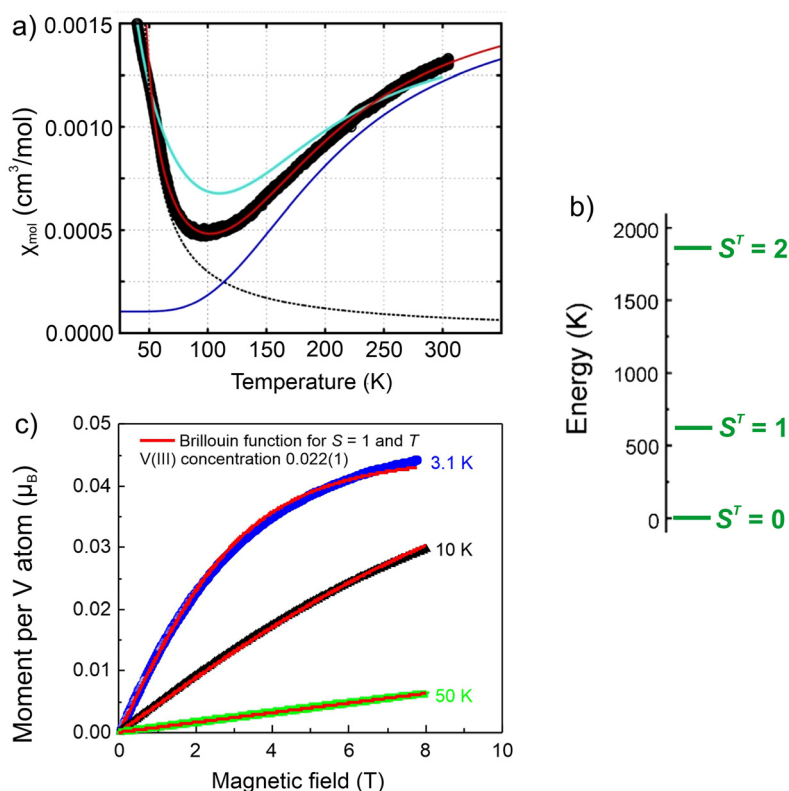 a)
0.0015
0.0010
0.0005
0.0000
χmol (cm³/mol)
50 100 150 200 250 300
Temperature (K)
b)
2000
1750
1000
500
0
Energy (K)
Sᵀ = 2
Sᵀ = 1
Sᵀ = 0
c)
0.05
0.04
0.03
0.02
0.01
0.00
Moment per V atom (μB)
Brillouin function for S = 1 and T
V(III) concentration 0.022(1)
3.1 K
10 K
50 K
0 2 4 6 8 10
Magnetic field (T)